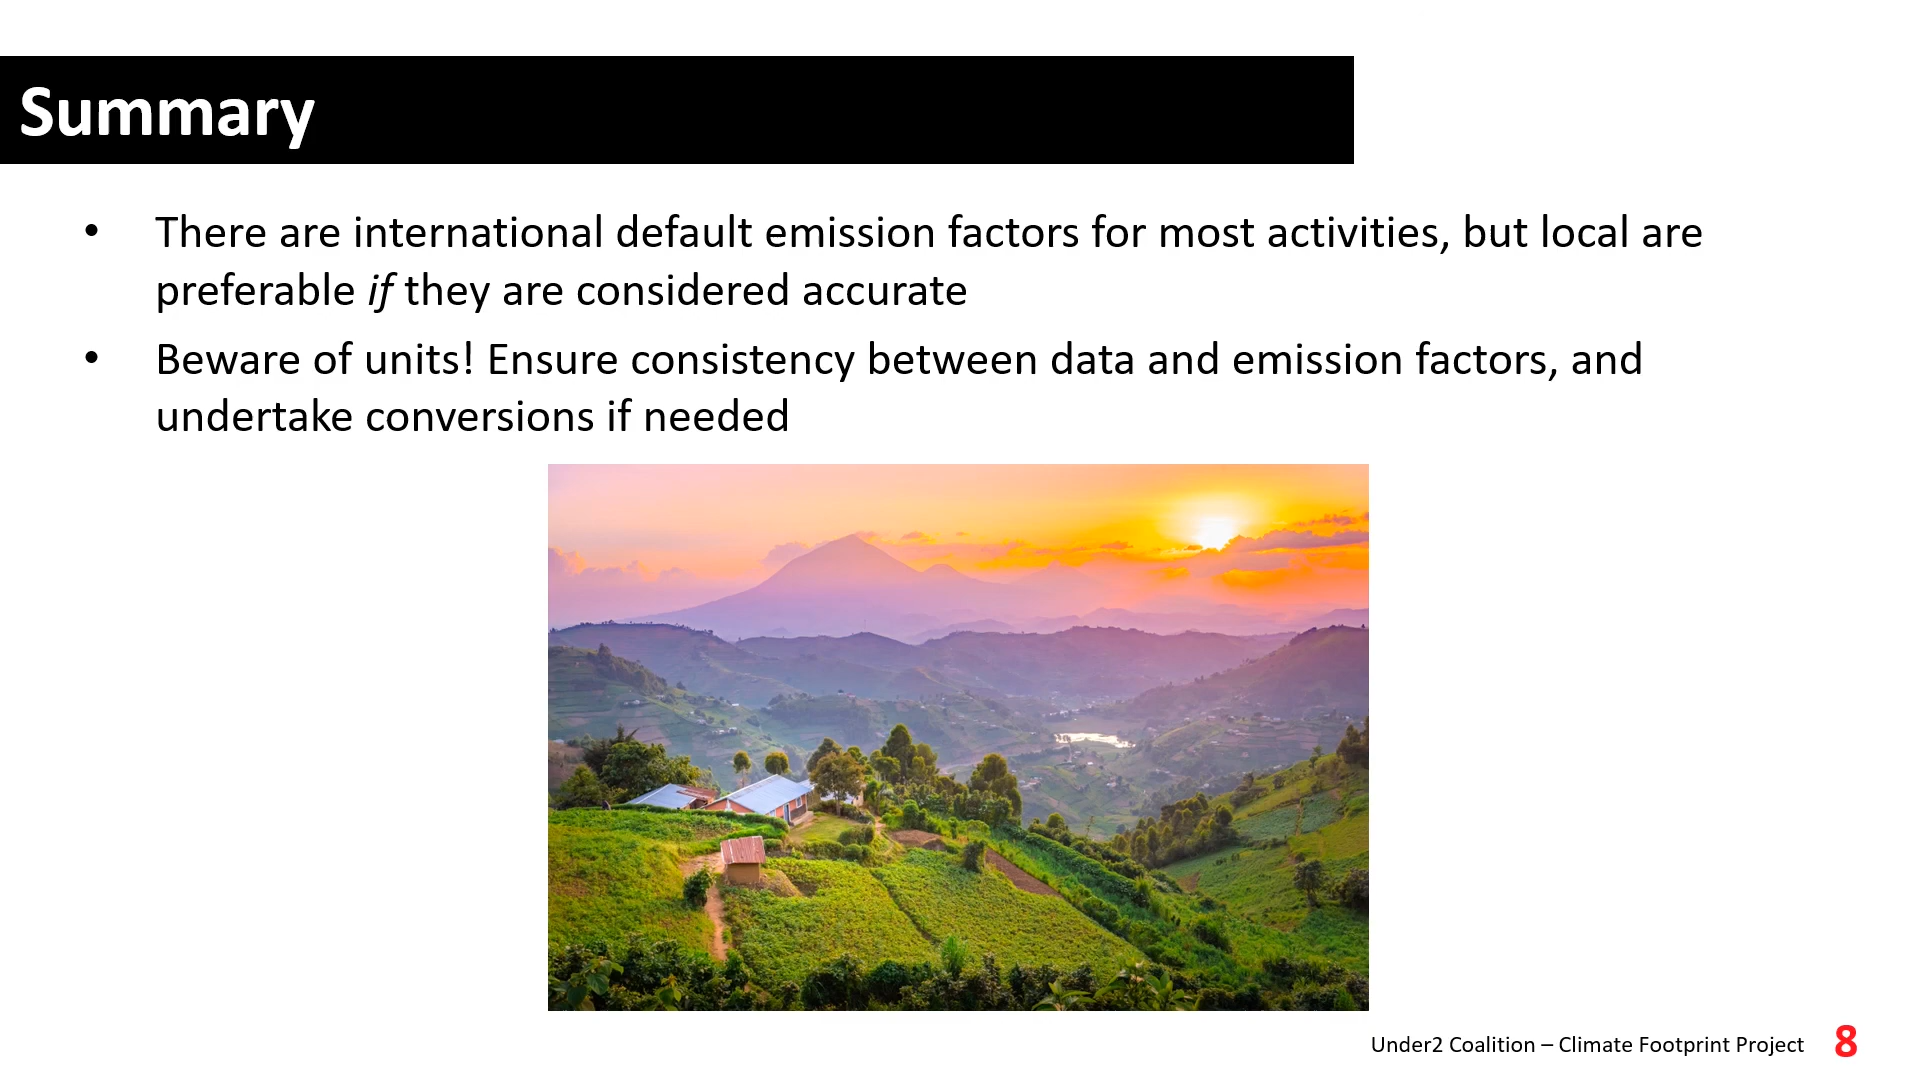 Summary
• There are international default emission factors for most activities, but local are
preferable if they are considered accurate
• Beware of units! Ensure consistency between data and emission factors, and
undertake conversions if needed
Under2 Coalition – Climate Footprint Project 8